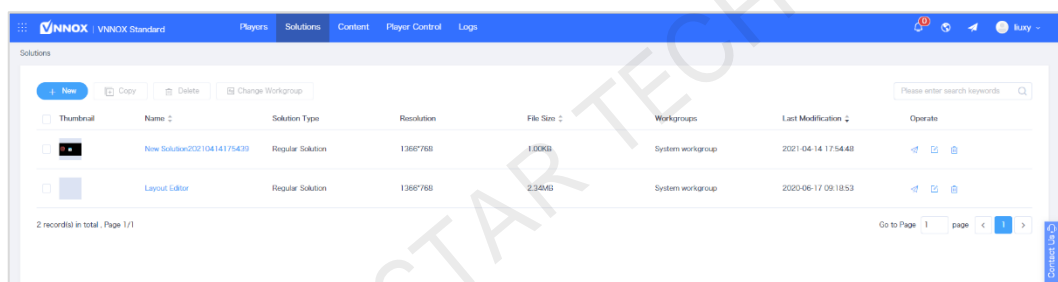 VNNOX | VNNOX Standard Players Solutions Content Player Control Logs 0 liuxy
Solutions
+ New Copy Delete Change Workgroup Please enter search keywords
Thumbnail Name Solution Type Resolution File Size Workgroups Last Modification Operate
New Solution20210414175439 Regular Solution 1366*768 1.00KB System workgroup 2021-04-14 17:54:48
Layout Editor Regular Solution 1366*768 2.34MB System workgroup 2020-06-17 09:18:53
2 record(s) in total , Page 1/1 Go to Page 1 page < 1 >
Contact Us
STAR TECH